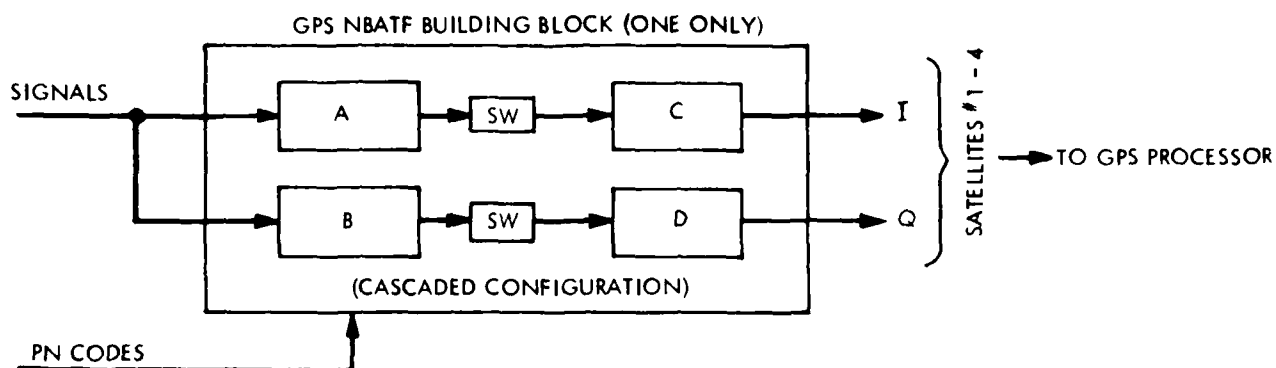 GPS NBATF BUILDING BLOCK (ONE ONLY)
SIGNALS
A
SW
C
I
B
SW
D
Q
SATELLITES #1 - 4
TO GPS PROCESSOR
(CASCADED CONFIGURATION)
PN CODES